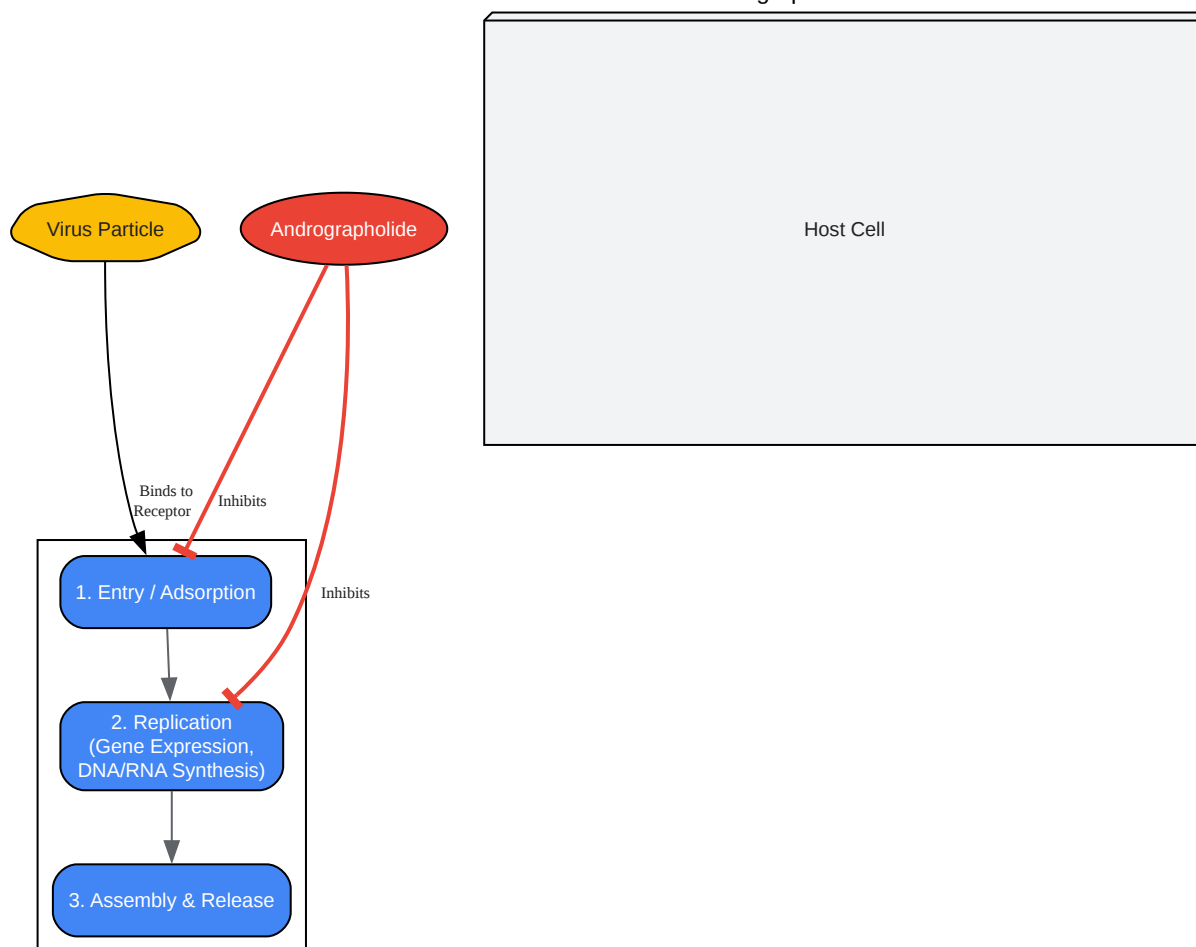 Host Cell
Virus Particle
Andrographolide
Binds to
Receptor
Inhibits
Inhibits
1. Entry / Adsorption
2. Replication
(Gene Expression,
DNA/RNA Synthesis)
3. Assembly & Release